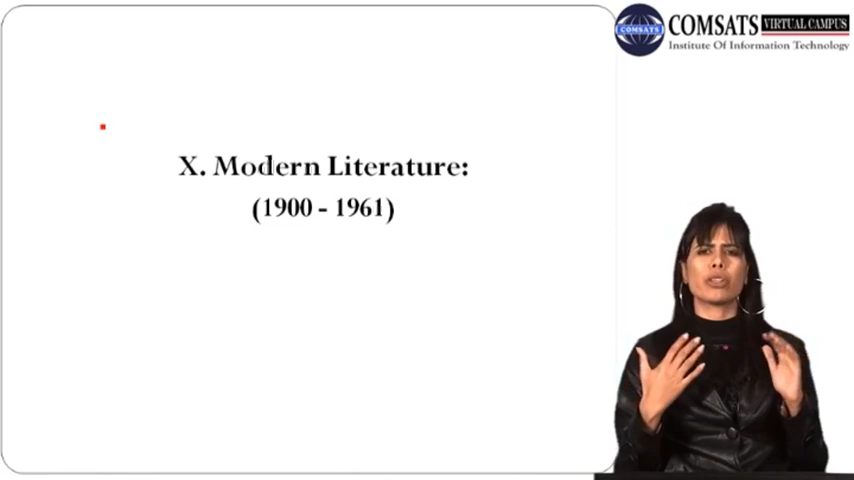 COMSATS VIRTUAL CAMPUS
COMSATS
Institute Of Information Technology
X. Modern Literature:
(1900 - 1961)